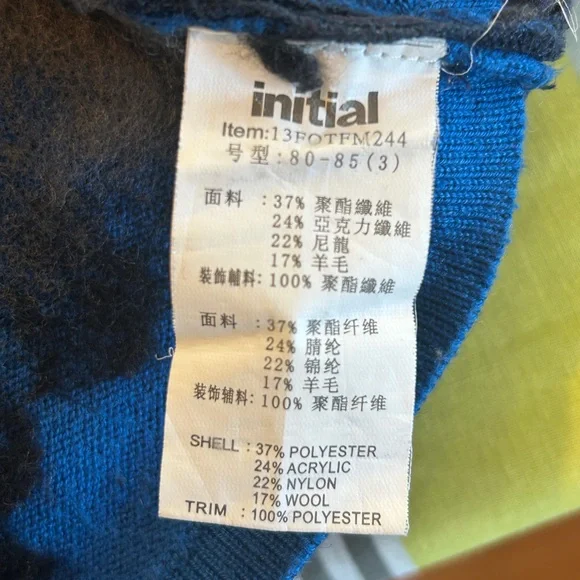 initial
Item:13FOTFM244
号型:80-85(3)
面料:37% 聚酯纖維
24% 亞克力纖維
22% 尼龍
17% 羊毛
裝飾輔料:100% 聚酯纖維
面料:37% 聚酯纤维
24% 腈纶
22% 锦纶
17% 羊毛
装饰辅料:100% 聚酯纤维
SHELL : 37% POLYESTER
24% ACRYLIC
22% NYLON
17% WOOL
TRIM : 100% POLYESTER